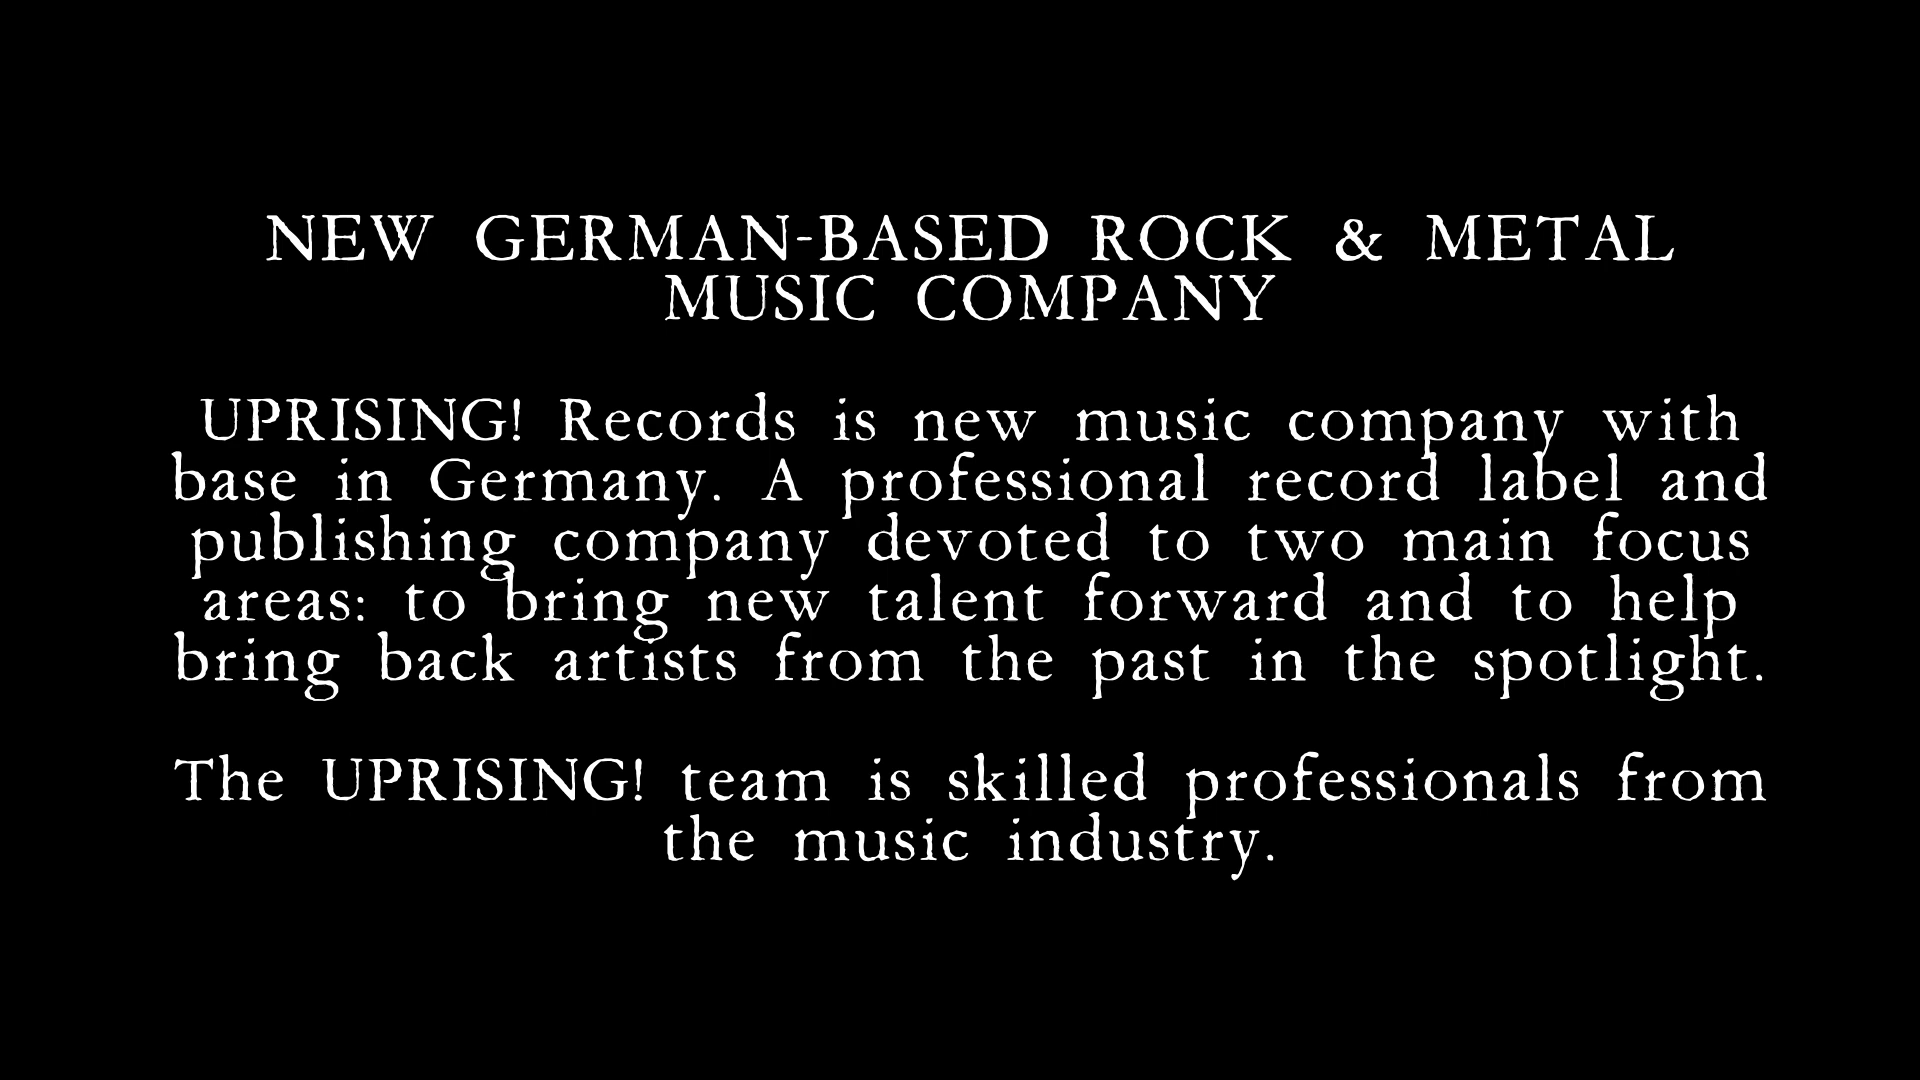 NEW GERMAN-BASED ROCK & METAL
MUSIC COMPANY
UPRISING! Records is new music company with
base in Germany. A professional record label and
publishing company devoted to two main focus
areas: to bring new talent forward and to help
bring back artists from the past in the spotlight.
The UPRISING! team is skilled professionals from
the music industry.